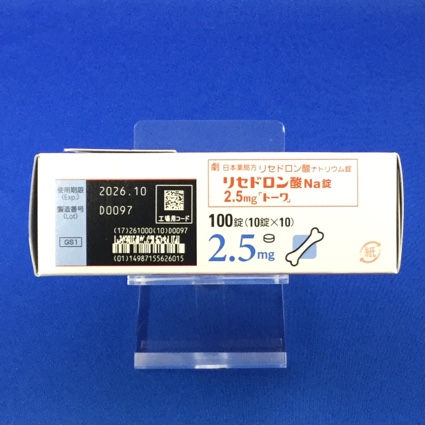 使用期限
(Exp.)
2026.10
製造番号
(Lot)
D0097
工場用コード
GS1
(17)261000(10)D0097
(01)14987155626015
劇 日本薬局方 リセドロン酸ナトリウム錠
リセドロン酸Na錠
2.5mg「トーワ」
100錠(10錠×10)
2.5mg
紙